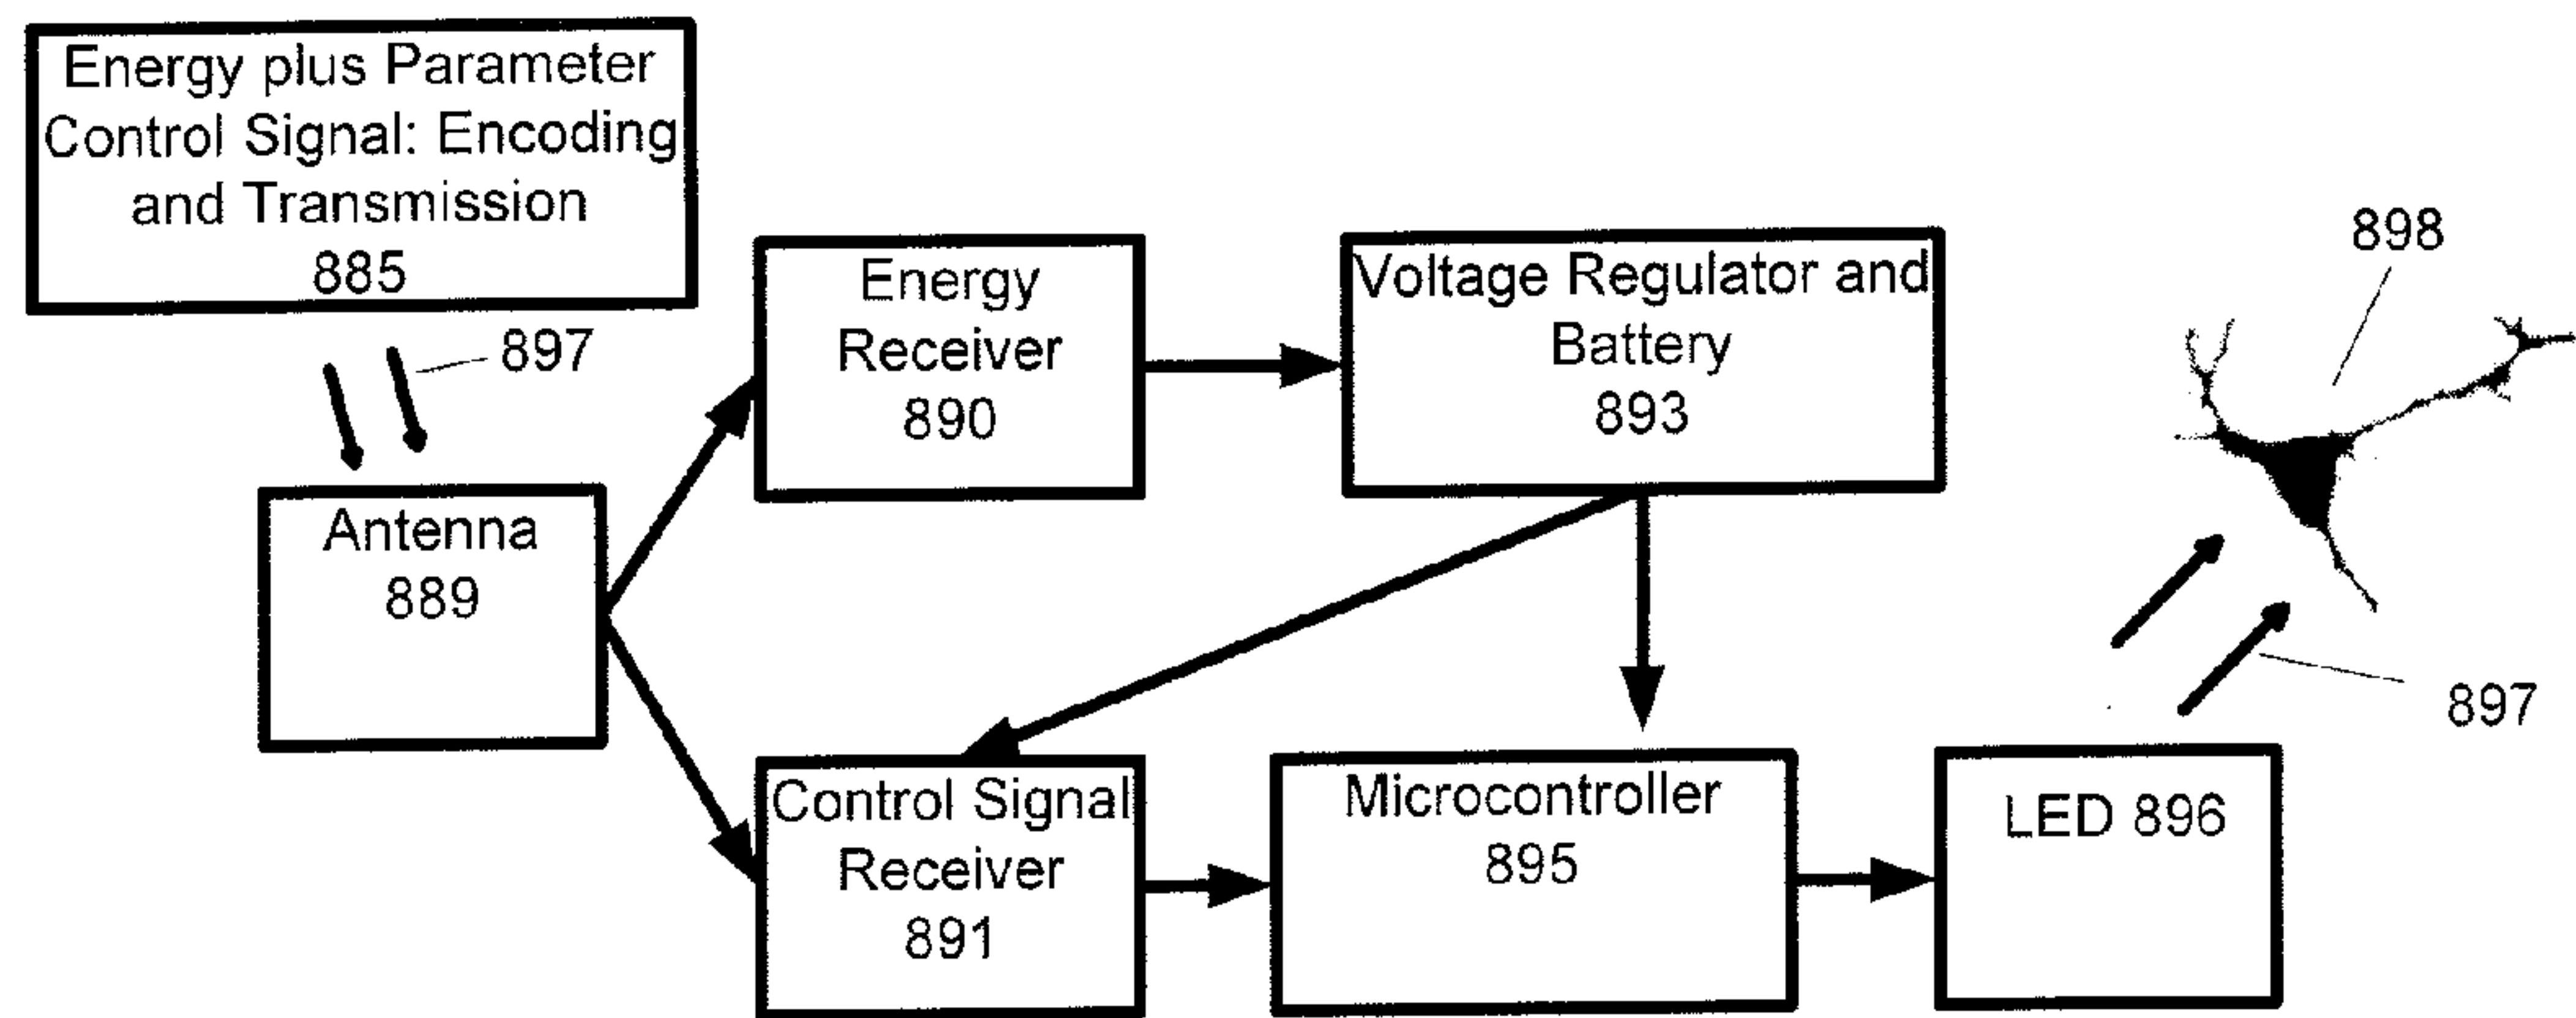 Energy plus Parameter
Control Signal: Encoding
and Transmission
885
897
Antenna
889
Energy
Receiver
890
Voltage Regulator and
Battery
893
898
Control Signal
Receiver
891
Microcontroller
895
LED 896
897